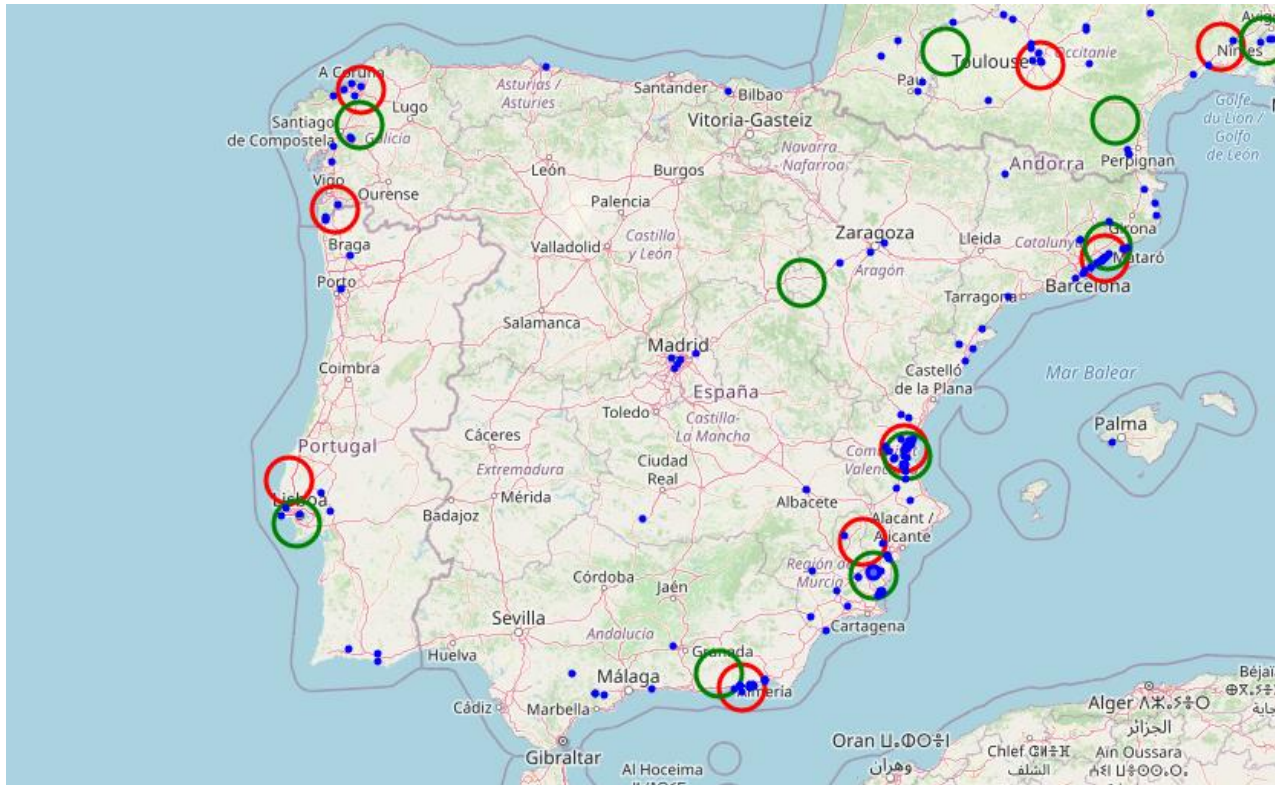 Avig
Nîmes
Occitanie
Toulouse
A Coruña
Asturias /
Asturies
Santander
Bilbao
Pau
Golfe
du Lion /
Golfo
de León
Lugo
Santiago
de Compostela
Galicia
Vitoria-Gasteiz
Navarra
Nafarroa
Andorra
Perpignan
León
Burgos
Vigo
Ourense
Palencia
Girona
Braga
Valladolid
Castilla
y León
Zaragoza
Lleida
Catalunya
Mataró
Aragón
Porto
Barcelona
Tarragona
Salamanca
Madrid
Coimbra
Castelló
de la Plana
Mar Balear
España
Toledo
Castilla-
La Mancha
Palma
Portugal
Cáceres
Extremadura
Ciudad
Real
Valenciana
Lisboa
Mérida
Albacete
Badajoz
Alacant /
Alicante
Región de
Murcia
Córdoba
Jaén
Cartagena
Sevilla
Andalucía
Huelva
Granada
Málaga
Almería
Cádiz
Marbella
Gibraltar
Alger
الجزائر
Oran
وهران
Chlef
الشلف
Aïn Oussara
Al Hoceima